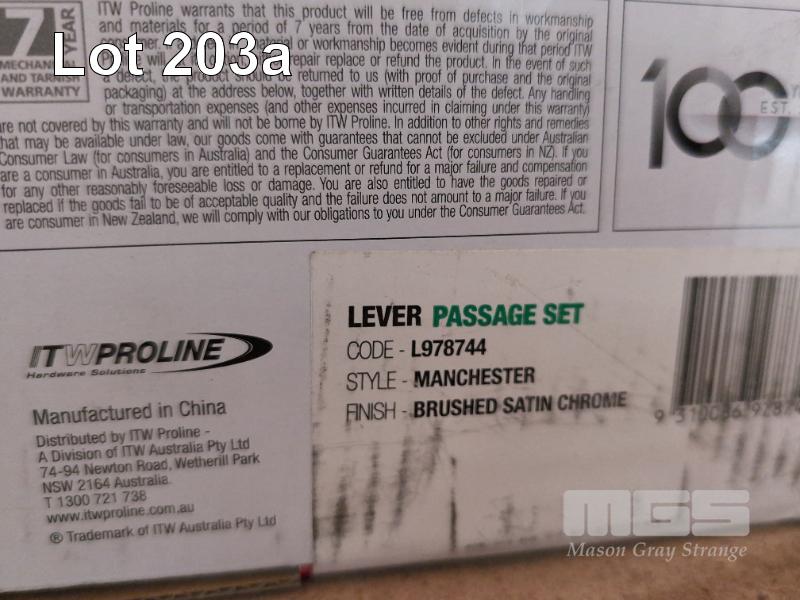 7
YEAR
MECHAN
AND TAR
WARRANTY
ITW Proline warrants that this product will be free from defects in workmanship
and materials for a period of 7 years from the date of acquisition by the original
or workmanship becomes evident during that period ITW
will repair replace or refund the product. In the event of such
a defect, returned to us (with proof of purchase and the original
packaging) at the address below, together with written details of the defect. Any handling
or transportation expenses (and other expenses incurred in claiming under this warranty)
are not covered by this warranty and will not be borne by ITW Proline. In addition to other rights and remedies
that may be available under law, our goods come with guarantees that cannot be excluded under Australian
Consumer Law (for consumers in Australia) and the Consumer Guarantees Act (for consumers in NZ). If you
are a consumer in Australia, you are entitled to a replacement or refund for a major failure and compensation
for any other reasonably foreseeable loss or damage. You are also entitled to have the goods repaired or
replaced if the goods fail to be of acceptable quality and the failure does not amount to a major failure. If you
are consumer in New Zealand, we will comply with our obligations to you under the Consumer Guarantees Act.
Lot 203a
100
EST.
ITWPROLINE
Hardware Solutions
Manufactured in China
Distributed by ITW Proline -
A Division of ITW Australia Pty Ltd
74-94 Newton Road, Wetherill Park
NSW 2164 Australia.
T 1300 721 738
www.itwproline.com.au
® Trademark of ITW Australia Pty Ltd
LEVER PASSAGE SET
CODE - L978744
STYLE - MANCHESTER
FINISH - BRUSHED SATIN CHROME
MGS
Mason Gray Strange